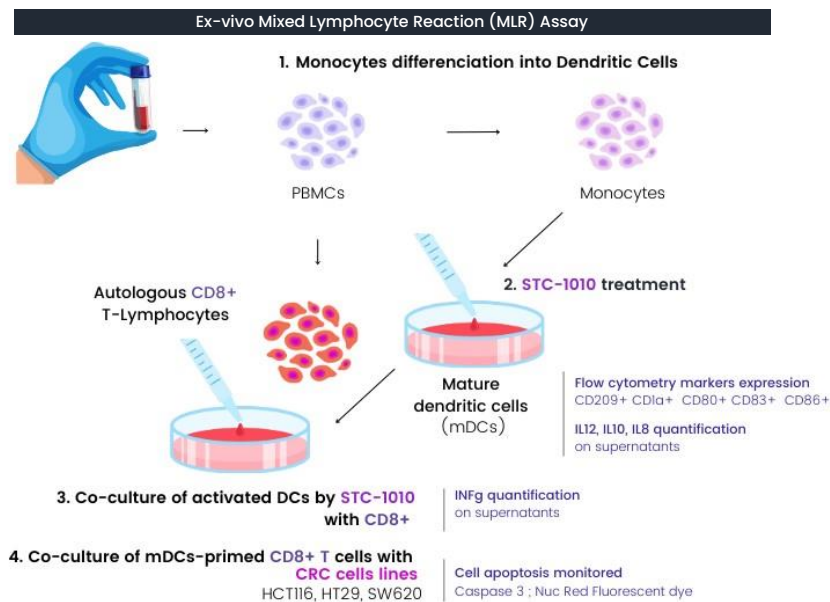 Ex-vivo Mixed Lymphocyte Reaction (MLR) Assay
1. Monocytes differenciation into Dendritic Cells
PBMCs
Monocytes
2. STC-1010 treatment
Autologous CD8+
T-Lymphocytes
Mature
dendritic cells
(mDCs)
Flow cytometry markers expression
CD209+ CD1a+ CD80+ CD83+ CD86+
IL12, IL10, IL8 quantification
on supernatants
3. Co-culture of activated DCs by STC-1010
with CD8+
INFg quantification
on supernatants
4. Co-culture of mDCs-primed CD8+ T cells with
CRC cells lines
HCT116, HT29, SW620
Cell apoptosis monitored
Caspase 3 ; Nuc Red Fluorescent dye